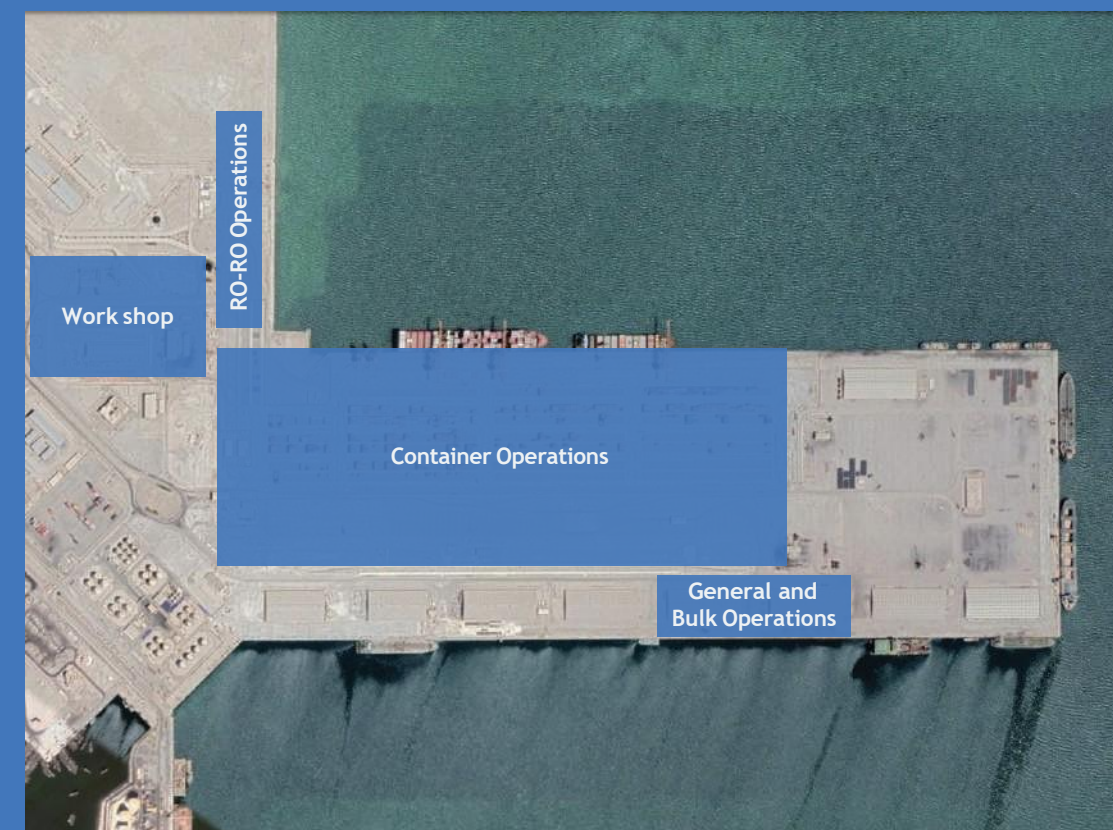 RO-RO Operations
Work shop
Container Operations
General and
Bulk Operations